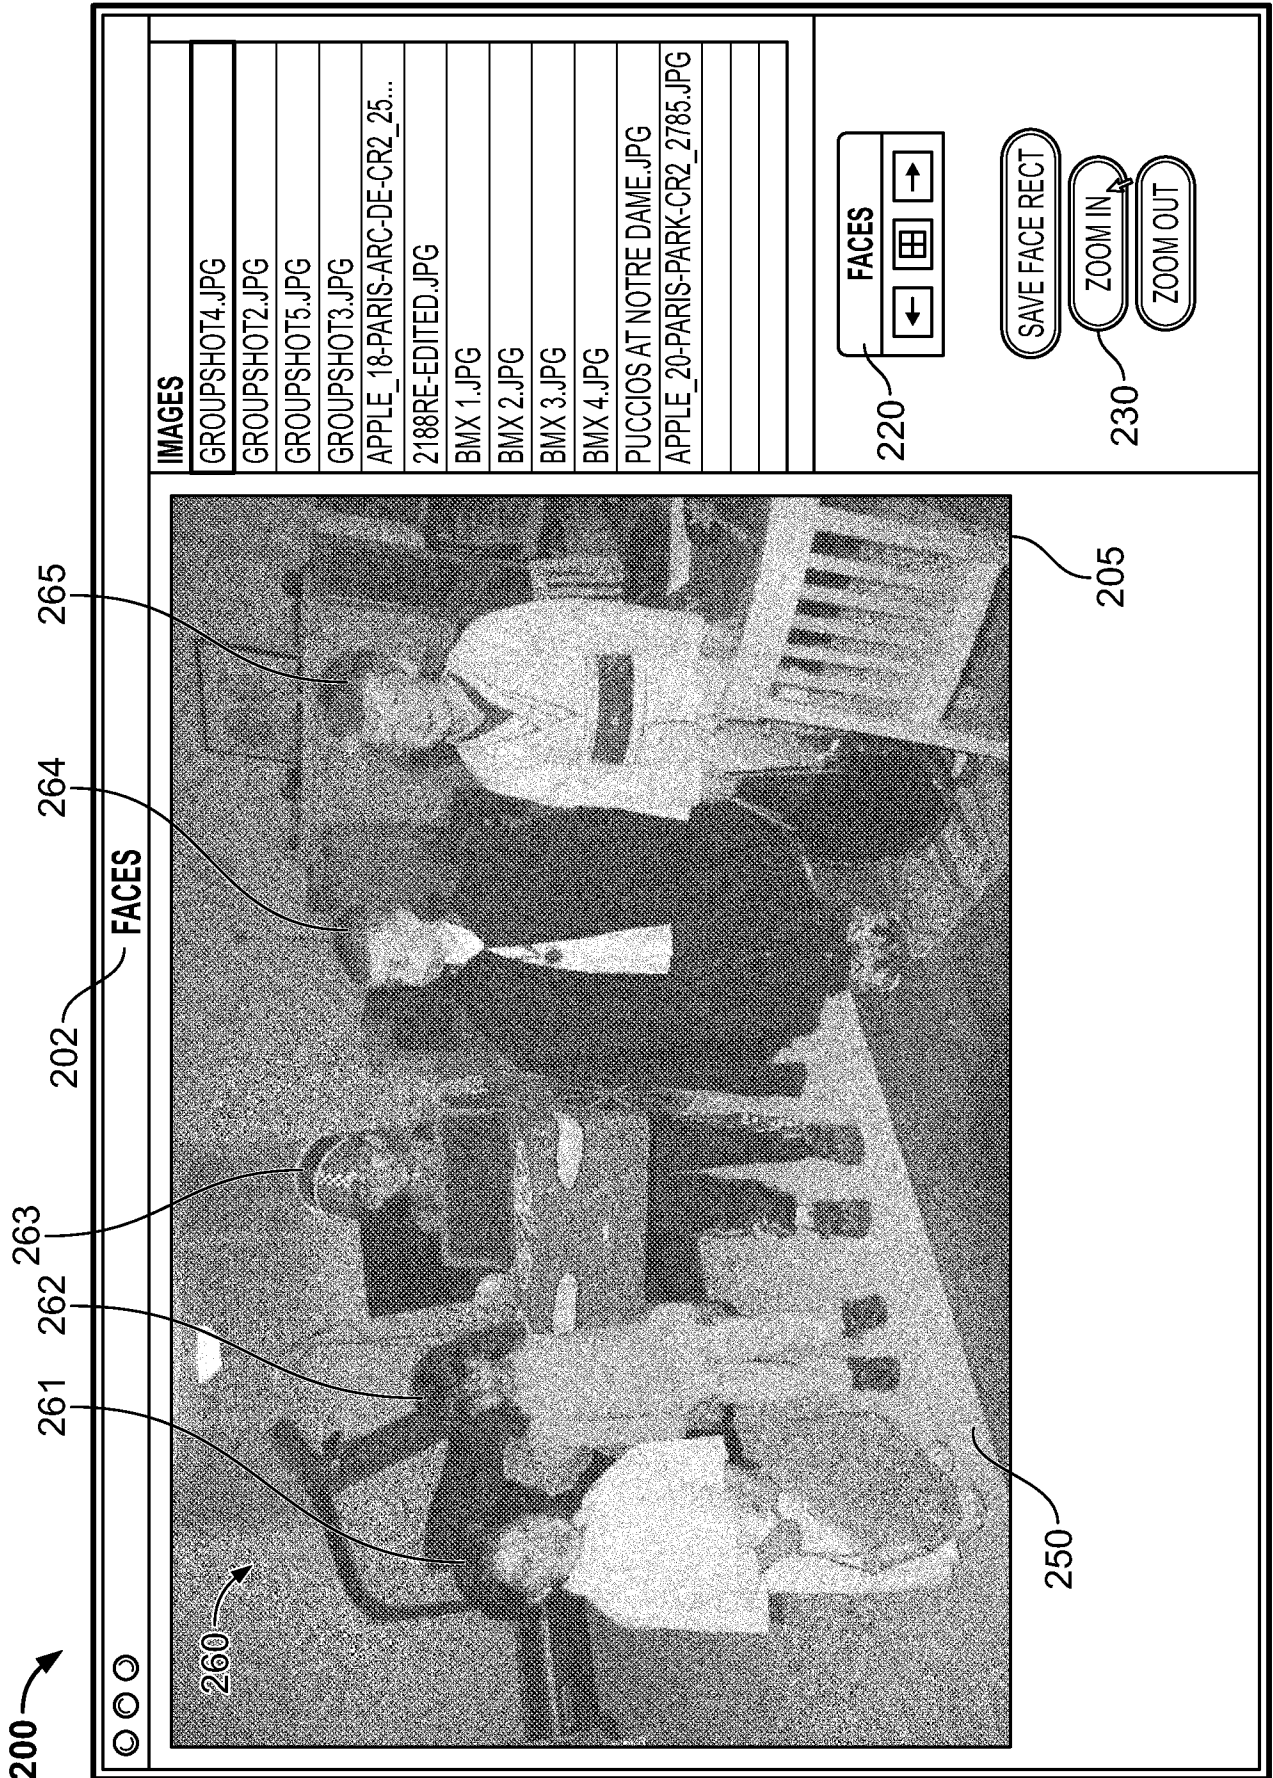 200
202
FACES
261
262
263
264
265
260
250
205
IMAGES
GROUPSHOT4.JPG
GROUPSHOT2.JPG
GROUPSHOT5.JPG
GROUPSHOT3.JPG
APPLE_18-PARIS-ARC-DE-CR2_25...
2188RE-EDITED.JPG
BMX 1.JPG
BMX 2.JPG
BMX 3.JPG
BMX 4.JPG
PUCCIOS AT NOTRE DAME.JPG
APPLE_20-PARIS-PARK-CR2_2785.JPG
220
FACES
SAVE FACE RECT
230
ZOOM IN
ZOOM OUT